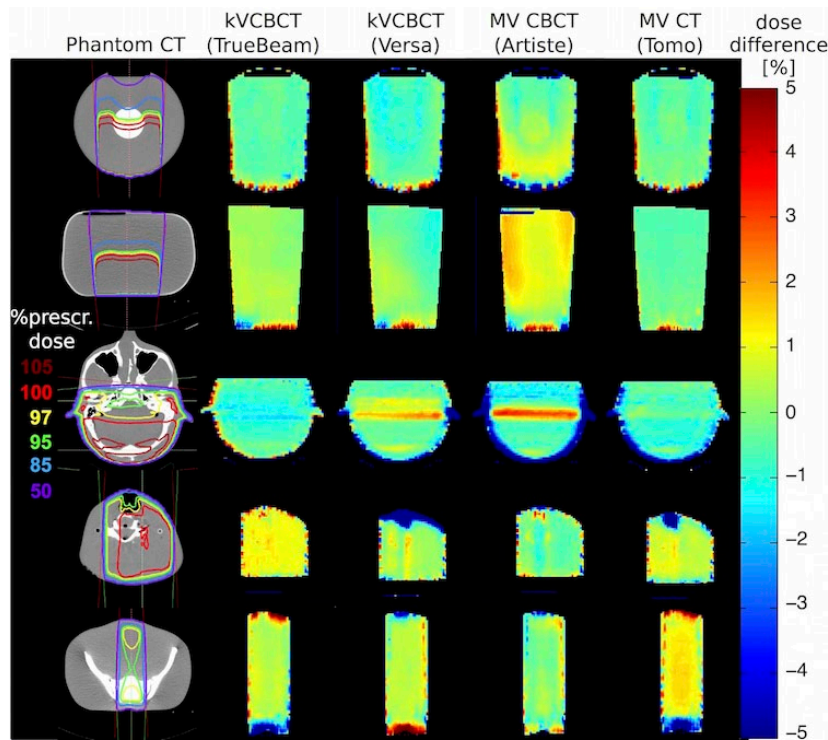 Phantom CT
kVCBCT
(TrueBeam)
kVCBCT
(Versa)
MV CBCT
(Artiste)
MV CT
(Tomo)
dose
difference
[%]
5
4
3
2
1
0
−1
−2
−3
−4
−5
%prescr.
dose
105
100
97
95
85
50